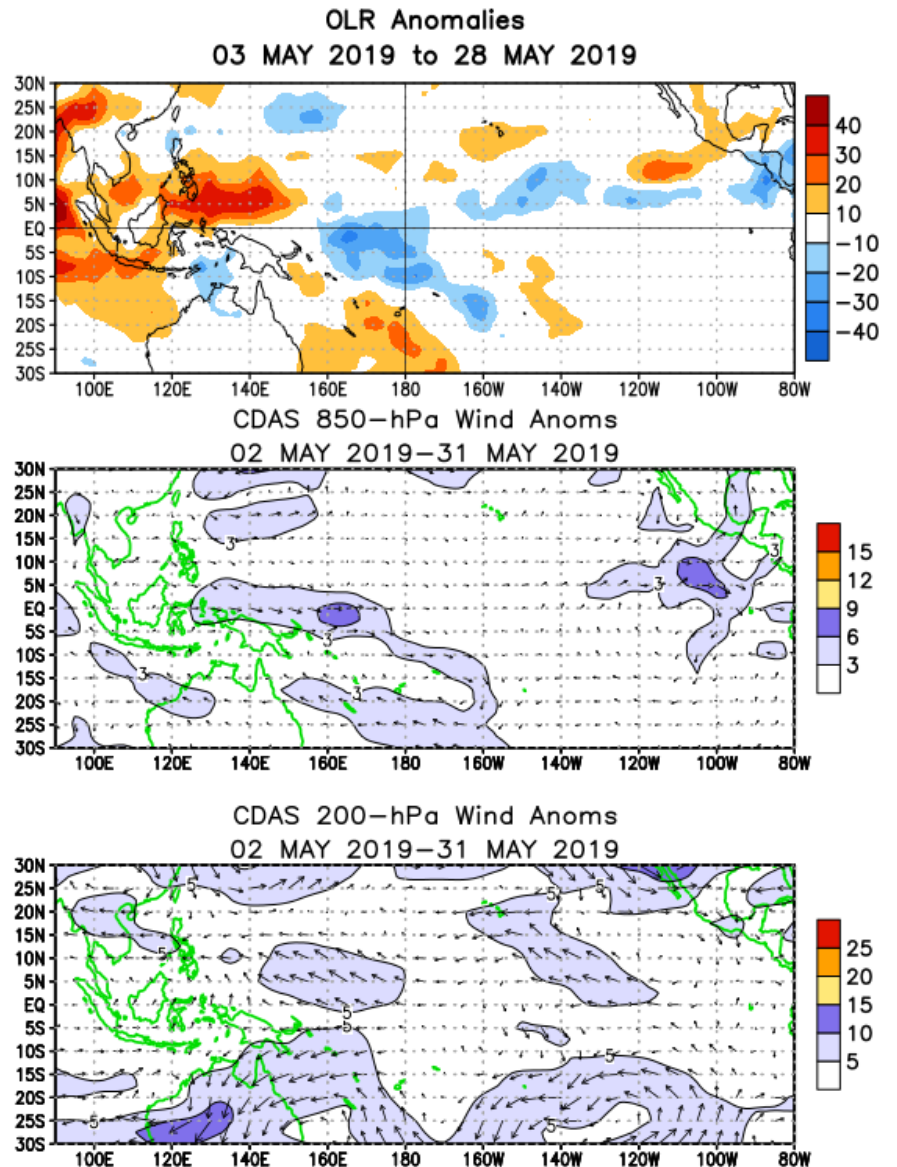 OLR Anomalies
03 MAY 2019 to 28 MAY 2019
30N
25N
20N
15N
10N
5N
EQ
5S
10S
15S
20S
25S
30S
100E 120E 140E 160E 180 160W 140W 120W 100W 80W
40
30
20
10
−10
−20
−30
−40
CDAS 850−hPa Wind Anoms
02 MAY 2019−31 MAY 2019
30N
25N
20N
15N
10N
5N
EQ
5S
10S
15S
20S
25S
30S
3
3
3
3
3
3
100E 120E 140E 160E 180 160W 140W 120W 100W 80W
15
12
9
6
3
CDAS 200−hPa Wind Anoms
02 MAY 2019−31 MAY 2019
30N
25N
20N
15N
10N
5N
EQ
5S
10S
15S
20S
25S
30S
5
5
5
5
5
5
5
5
5
100E 120E 140E 160E 180 160W 140W 120W 100W 80W
25
20
15
10
5